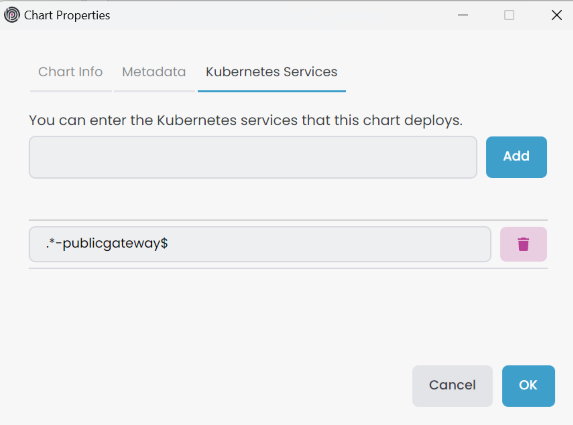 Chart Properties
Chart Info Metadata Kubernetes Services
You can enter the Kubernetes services that this chart deploys.
Add
.*-publicgateway$
Cancel OK